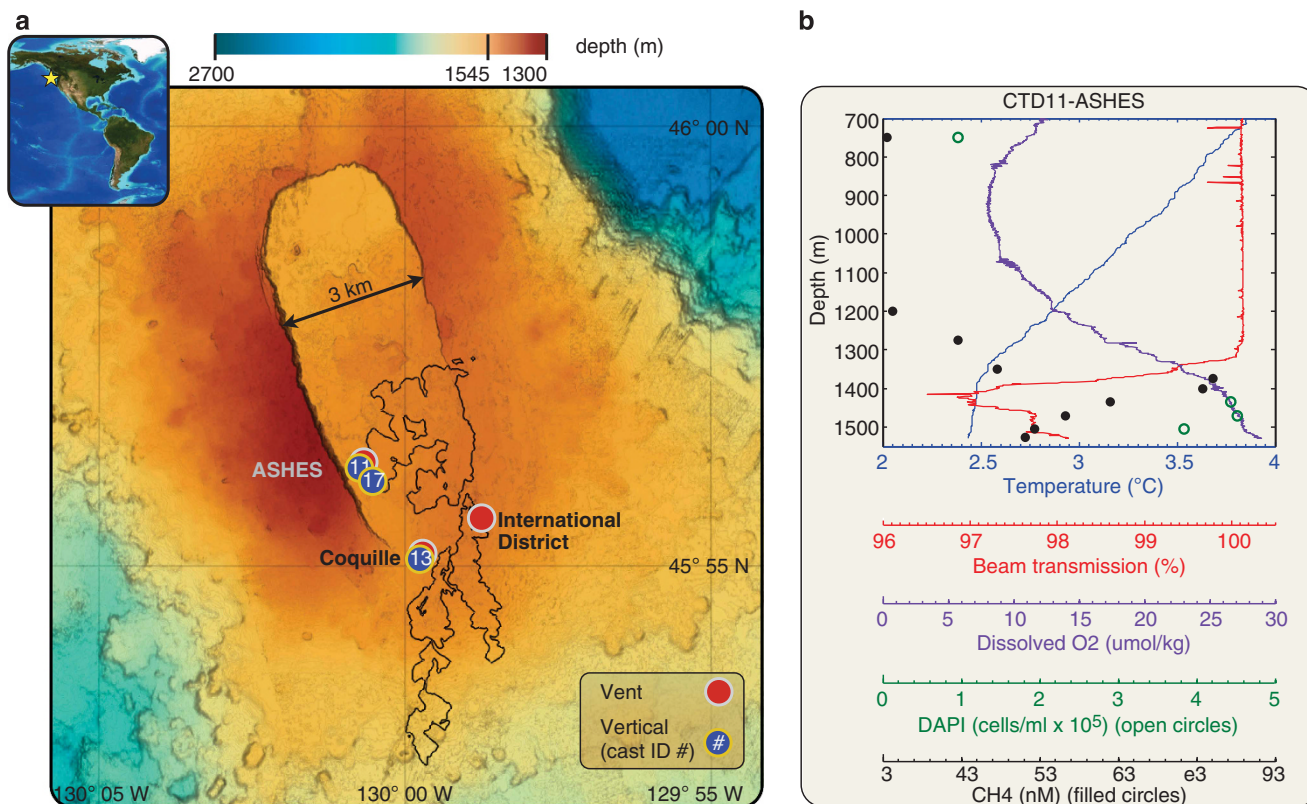 a
depth (m)
2700 1545 1300
46° 00 N
3 km
ASHES
11
17
International
District
Coquille
13
45° 55 N
Vent
Vertical
(cast ID #)
#
130° 05 W 130° 00 W 129° 55 W
b
CTD11-ASHES
Depth (m)
700
800
900
1000
1100
1200
1300
1400
1500
2 2.5 3 3.5 4
Temperature (°C)
96 97 98 99 100
Beam transmission (%)
0 5 10 15 20 25 30
Dissolved O2 (umol/kg)
0 1 2 3 4 5
DAPI (cells/ml x 10⁵) (open circles)
3 43 53 63 e3 93
CH4 (nM) (filled circles)